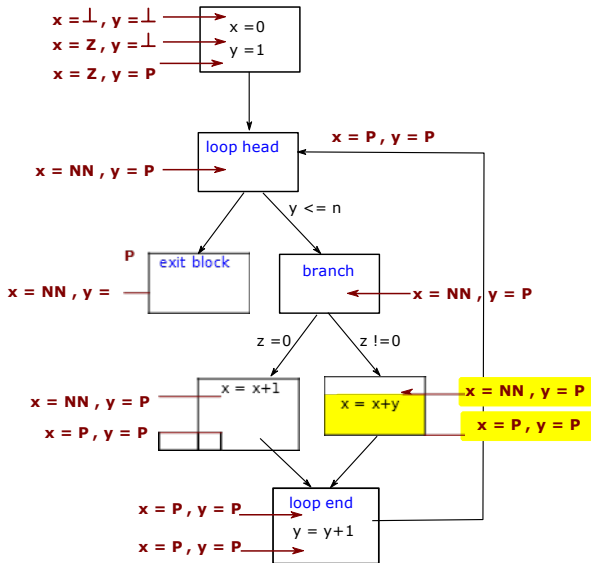 x = ⊥ , y = ⊥
x = 0
x = Z , y = ⊥
y = 1
x = Z , y = P
x = P , y = P
loop head
x = NN , y = P
y <= n
P
exit block
branch
x = NN , y =
x = NN , y = P
z =0
z !=0
x = x+1
x = NN , y = P
x = NN , y = P
x = x+y
x = P , y = P
x = P , y = P
loop end
x = P , y = P
y = y+1
x = P , y = P